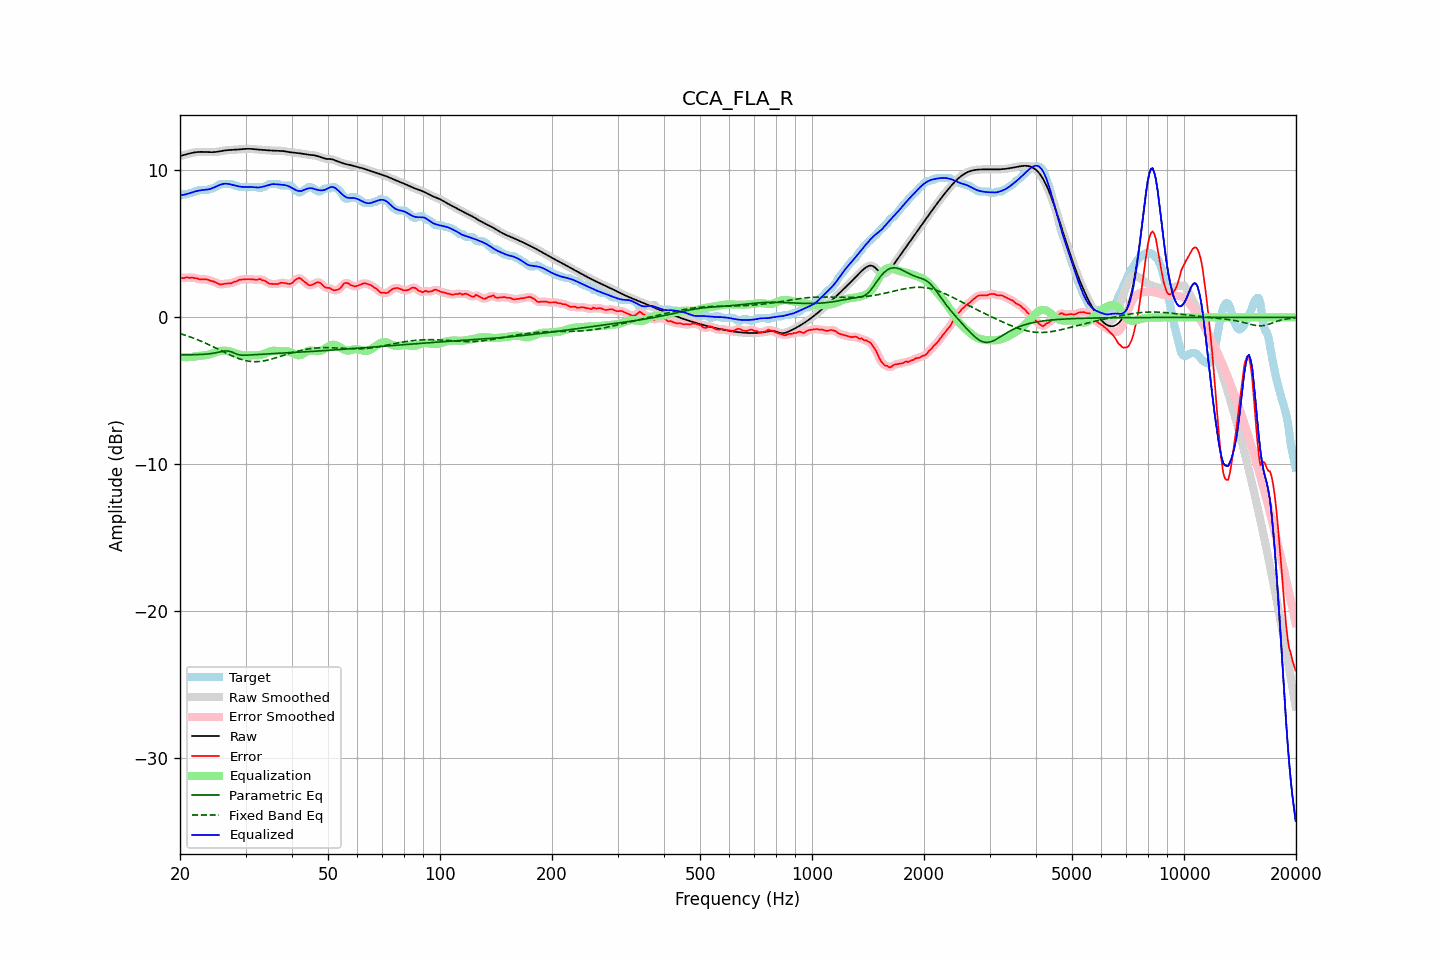 CCA_FLA_R
Amplitude (dBr)
10
0
−10
−20
−30
Target
Raw Smoothed
Error Smoothed
Raw
Error
Equalization
Parametric Eq
Fixed Band Eq
Equalized
20 50 100 200 500 1000 2000 5000 10000 20000
Frequency (Hz)